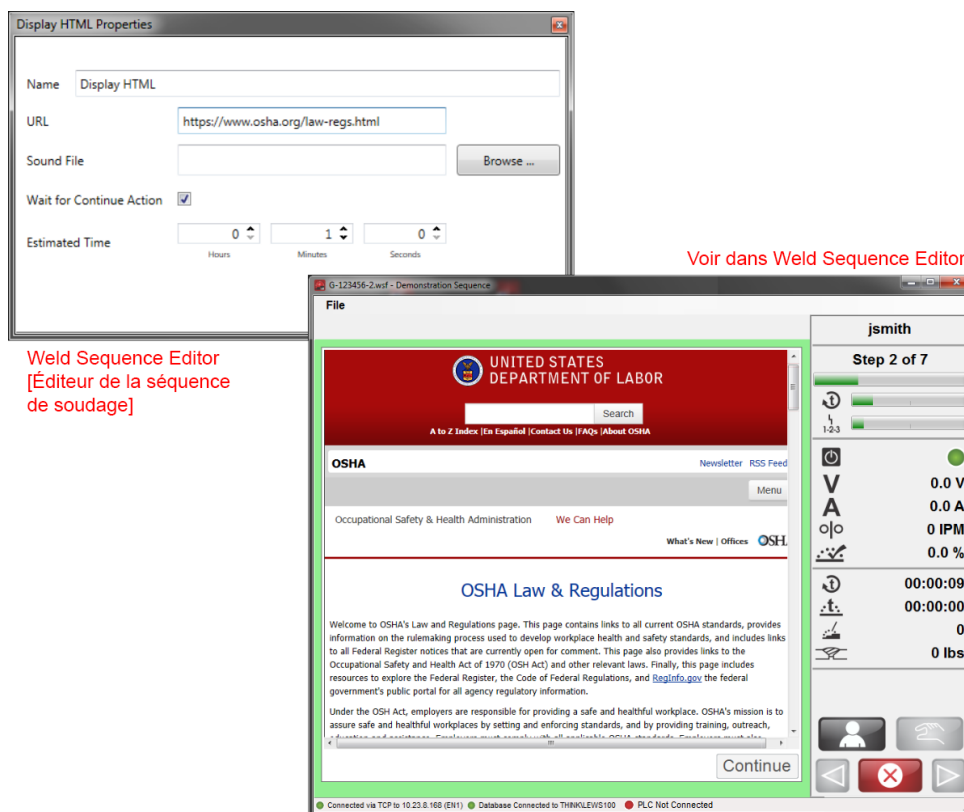 Display HTML Properties
Name
Display HTML
URL
https://www.osha.org/law-regs.html
Sound File
Browse ...
Wait for Continue Action
Estimated Time
0
1
0
Hours
Minutes
Seconds
Weld Sequence Editor
[Éditeur de la séquence
de soudage]
Voir dans Weld Sequence Editor
G-123456-2.wsf - Demonstration Sequence
File
UNITED STATES
DEPARTMENT OF LABOR
Search
A to Z Index |En Español |Contact Us |FAQs |About OSHA
OSHA
Newsletter RSS Feed
Menu
Occupational Safety & Health Administration We Can Help
What's New | Offices OSH
OSHA Law & Regulations
Welcome to OSHA's Law and Regulations page. This page contains links to all current OSHA standards, provides
information on the rulemaking process used to develop workplace health and safety standards, and includes links
to all Federal Register notices that are currently open for comment. This page also provides links to the
Occupational Safety and Health Act of 1970 (OSH Act) and other relevant laws. Finally, this page includes
resources to explore the Federal Register, the Code of Federal Regulations, and RegInfo.gov the federal
government's public portal for all agency regulatory information.
Under the OSH Act, employers are responsible for providing a safe and healthful workplace. OSHA's mission is to
assure safe and healthful workplaces by setting and enforcing standards, and by providing training, outreach,
Continue
jsmith
Step 2 of 7
t
1-2-3
V 0.0 V
A 0.0 A
0 IPM
0.0 %
t 00:00:09
t 00:00:00
0
0 lbs
Connected via TCP to 10.23.8.168 (EN1) Database Connected to THINK\LEWS100 PLC Not Connected